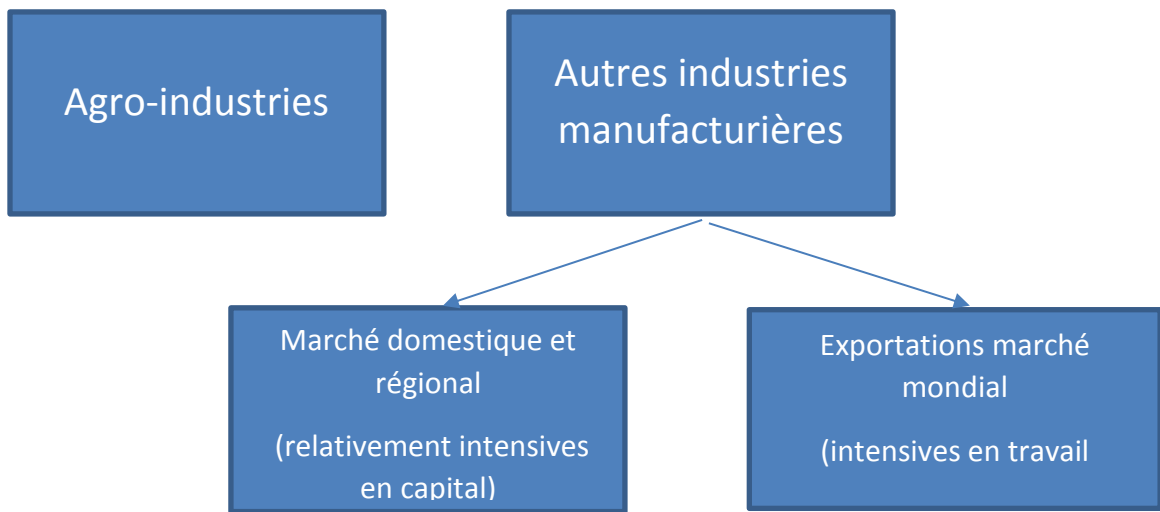 Agro-industries
Autres industries
manufacturières
Marché domestique et
régional
(relativement intensives
en capital)
Exportations marché
mondial
(intensives en travail